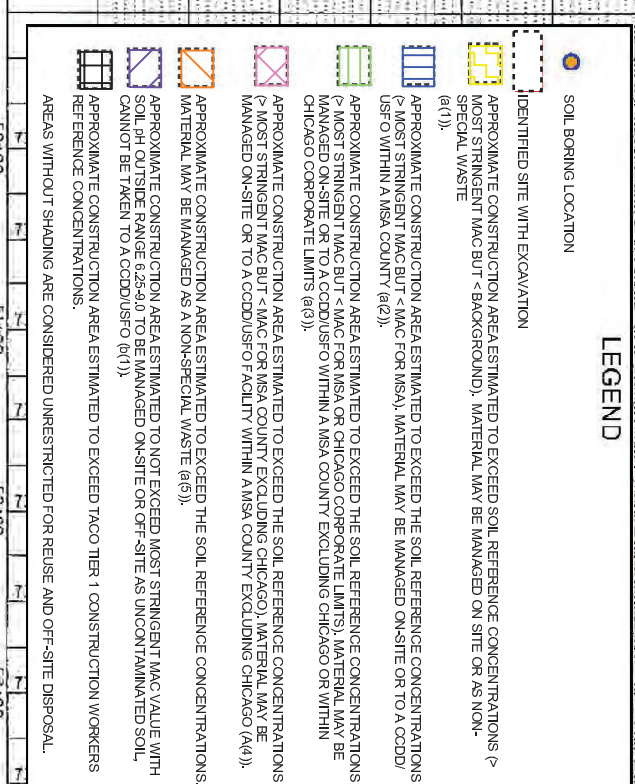 LEGEND
SOIL BORING LOCATION
IDENTIFIED SITE WITH EXCAVATION
APPROXIMATE CONSTRUCTION AREA ESTIMATED TO EXCEED SOIL REFERENCE CONCENTRATIONS (>
MOST STRINGENT MAC BUT < BACKGROUND). MATERIAL MAY BE MANAGED ON SITE OR AS NON-
SPECIAL WASTE
(a(1)).
APPROXIMATE CONSTRUCTION AREA ESTIMATED TO EXCEED THE SOIL REFERENCE CONCENTRATIONS
(> MOST STRINGENT MAC BUT < MAC FOR MSA). MATERIAL MAY BE MANAGED ON-SITE OR TO A CCDD/
USFO WITHIN A MSA COUNTY (a(2)).
APPROXIMATE CONSTRUCTION AREA ESTIMATED TO EXCEED THE SOIL REFERENCE CONCENTRATIONS
(> MOST STRINGENT MAC BUT < MAC FOR MSA OR CHICAGO CORPORATE LIMITS). MATERIAL MAY BE
MANAGED ON-SITE OR TO A CCDD/USFO WITHIN A MSA COUNTY EXCLUDING CHICAGO OR WITHIN
CHICAGO CORPORATE LIMITS (a(3)).
APPROXIMATE CONSTRUCTION AREA ESTIMATED TO EXCEED THE SOIL REFERENCE CONCENTRATIONS
(> MOST STRINGENT MAC BUT < MAC FOR MSA COUNTY EXCLUDING CHICAGO). MATERIAL MAY BE
MANAGED ON-SITE OR TO A CCDD/USFO FACILITY WITHIN A MSA COUNTY EXCLUDING CHICAGO (A(4)).
APPROXIMATE CONSTRUCTION AREA ESTIMATED TO EXCEED THE SOIL REFERENCE CONCENTRATIONS.
MATERIAL MAY BE MANAGED AS A NON-SPECIAL WASTE (a(5)).
APPROXIMATE CONSTRUCTION AREA ESTIMATED TO NOT EXCEED MOST STRINGENT MAC VALUE WITH
SOIL pH OUTSIDE RANGE 6.25-9.0 TO BE MANAGED ON-SITE OR OFF-SITE AS UNCONTAMINATED SOIL,
CANNOT BE TAKEN TO A CCDD/USFO (b(1)).
APPROXIMATE CONSTRUCTION AREA ESTIMATED TO EXCEED TACO TIER 1 CONSTRUCTION WORKERS
REFERENCE CONCENTRATIONS.
AREAS WITHOUT SHADING ARE CONSIDERED UNRESTRICTED FOR REUSE AND OFF-SITE DISPOSAL.